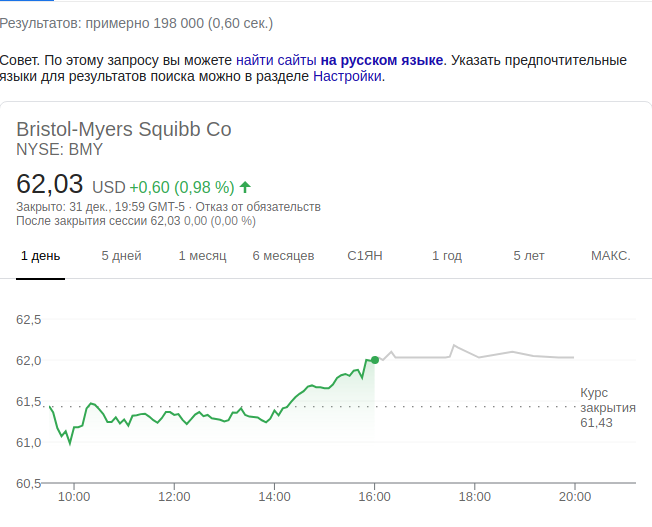 Результатов: примерно 198 000 (0,60 сек.)
Совет. По этому запросу вы можете найти сайты на русском языке. Указать предпочтительные
языки для результатов поиска можно в разделе Настройки.
Bristol-Myers Squibb Co
NYSE: BMY
62,03 USD +0,60 (0,98 %)
Закрыто: 31 дек., 19:59 GMT-5 · Отказ от обязательств
После закрытия сессии 62,03 0,00 (0,00 %)
1 день 5 дней 1 месяц 6 месяцев С1ЯН 1 год 5 лет МАКС.
62,5
62,0
61,5
61,0
60,5
Курс
закрытия
61,43
10:00 12:00 14:00 16:00 18:00 20:00